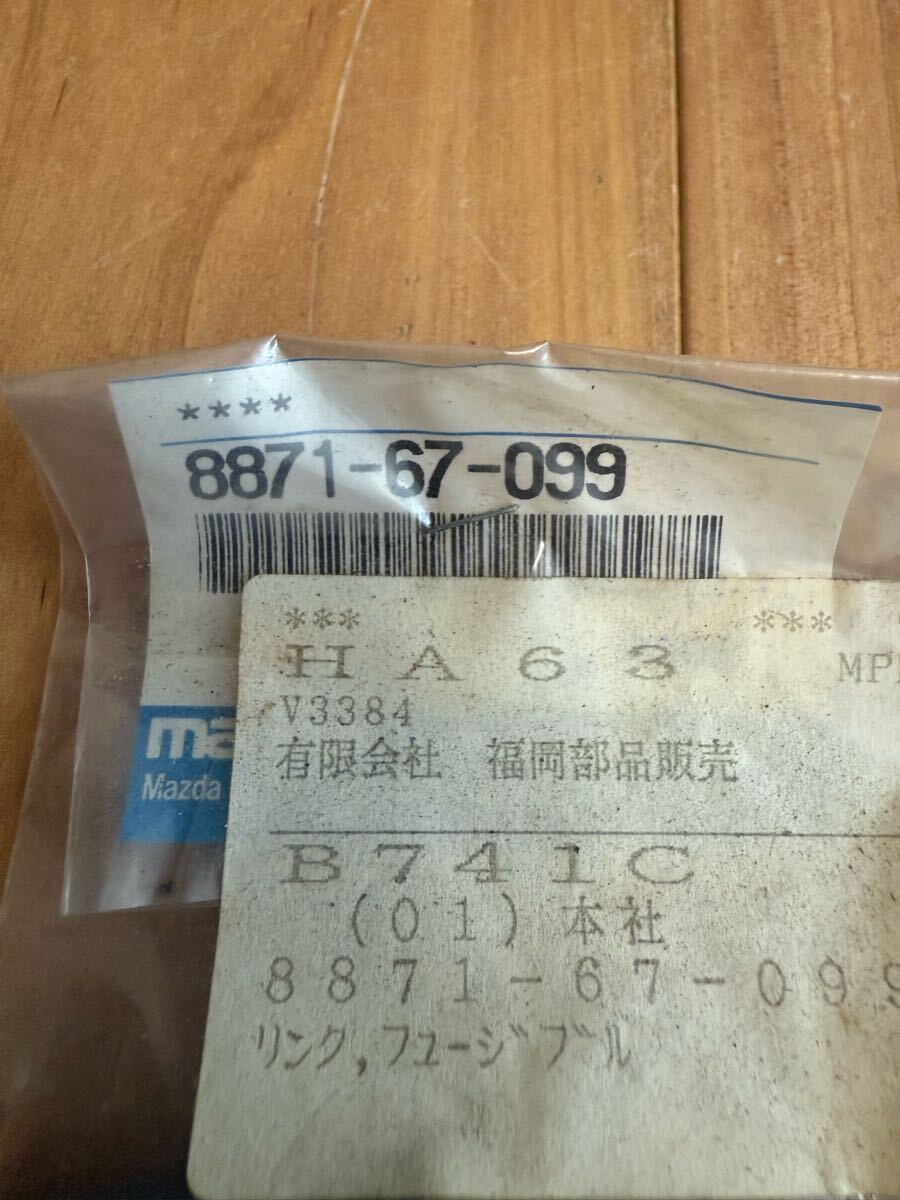 ****
8871-67-099
*** ***
HA63 MP
V3384
有限会社 福岡部品販売
ma
Mazda
B741C
(01)本社
8871-67-099
リンク,フュージブル